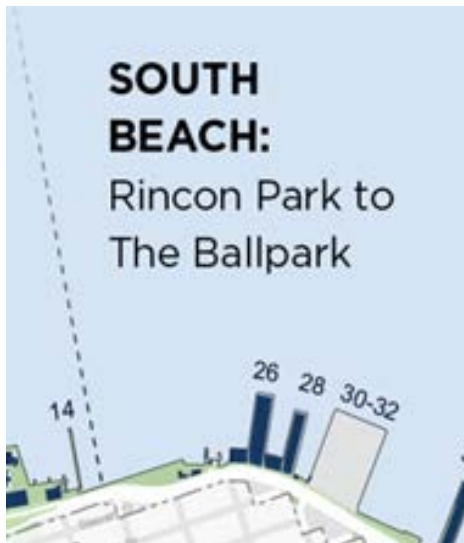 SOUTH
BEACH:
Rincon Park to
The Ballpark
26
28
30-32
14